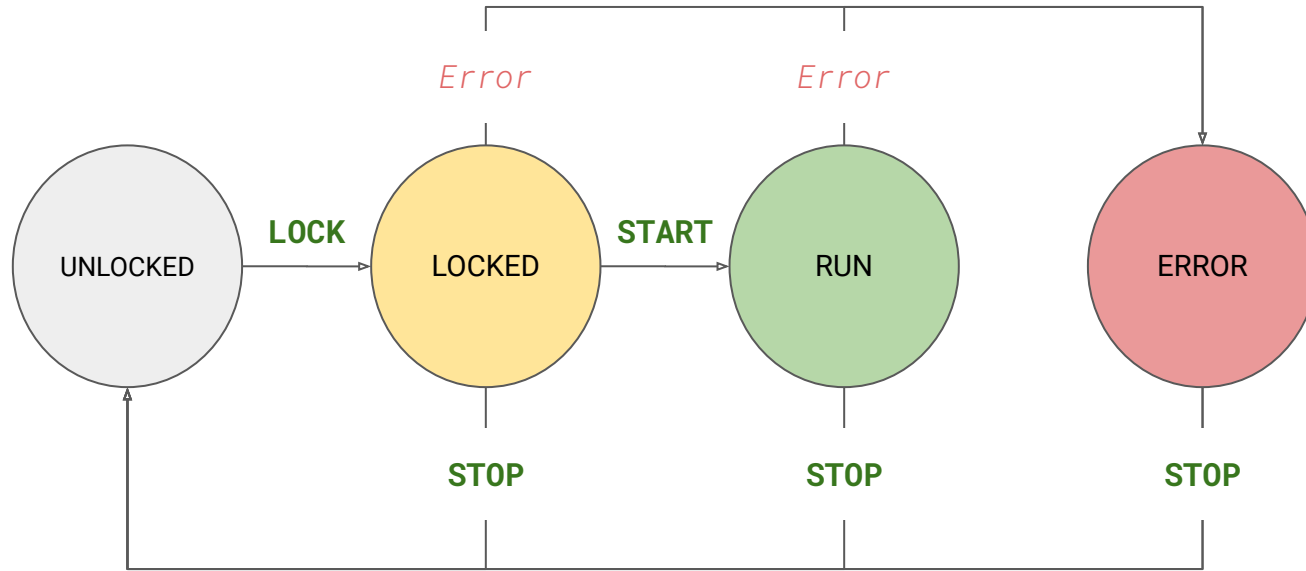 Error
Error
LOCK
START
UNLOCKED
LOCKED
RUN
ERROR
STOP
STOP
STOP